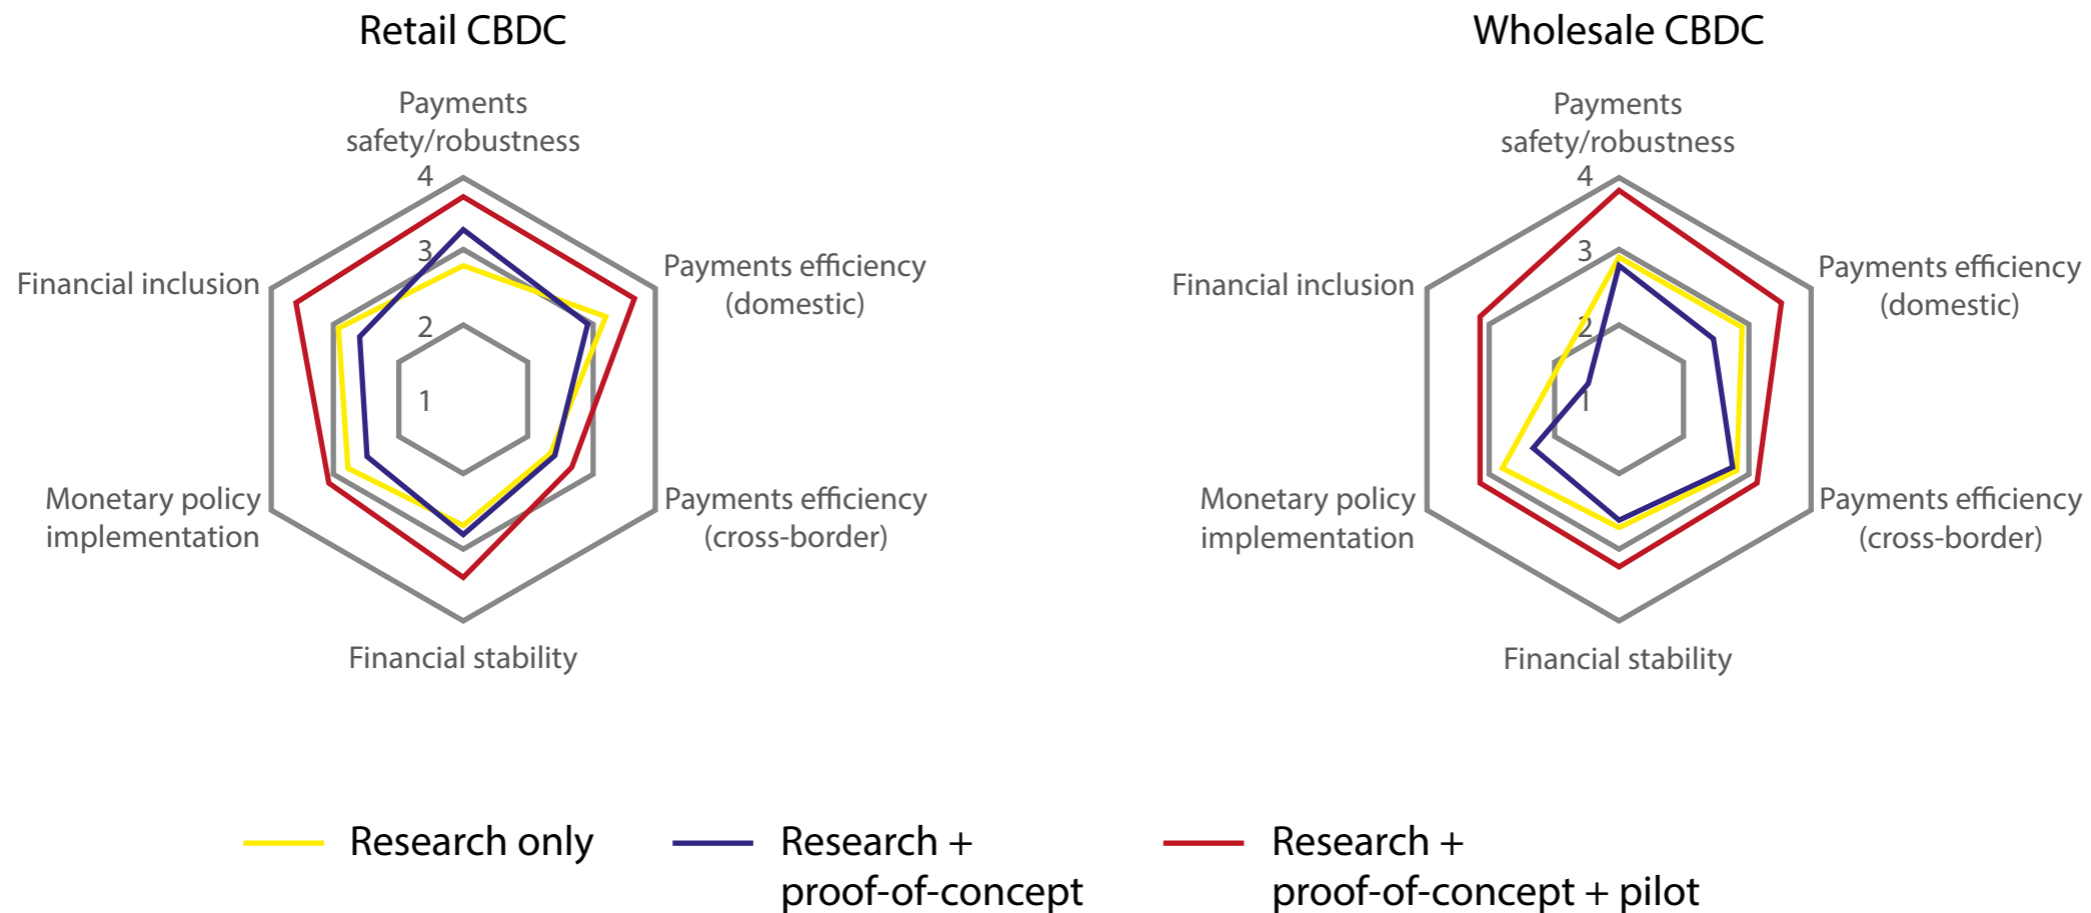 Retail CBDC
Payments
safety/robustness
4
3
2
1
Payments efficiency
(domestic)
Payments efficiency
(cross-border)
Financial stability
Monetary policy
implementation
Financial inclusion
Wholesale CBDC
Payments
safety/robustness
4
3
2
1
Payments efficiency
(domestic)
Payments efficiency
(cross-border)
Financial stability
Monetary policy
implementation
Financial inclusion
Research only
Research +
proof-of-concept
Research +
proof-of-concept + pilot